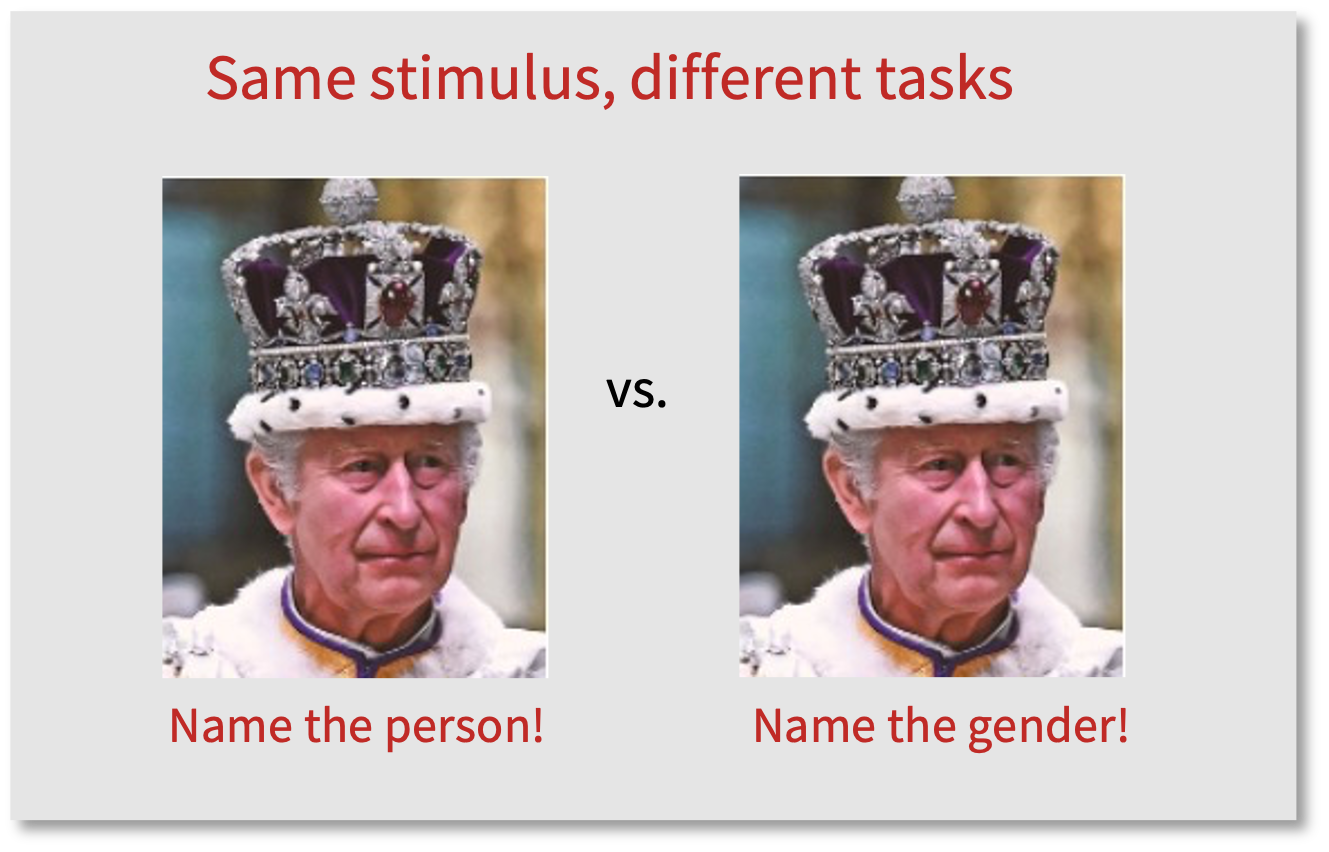 Same stimulus, different tasks
vs.
Name the person!
Name the gender!